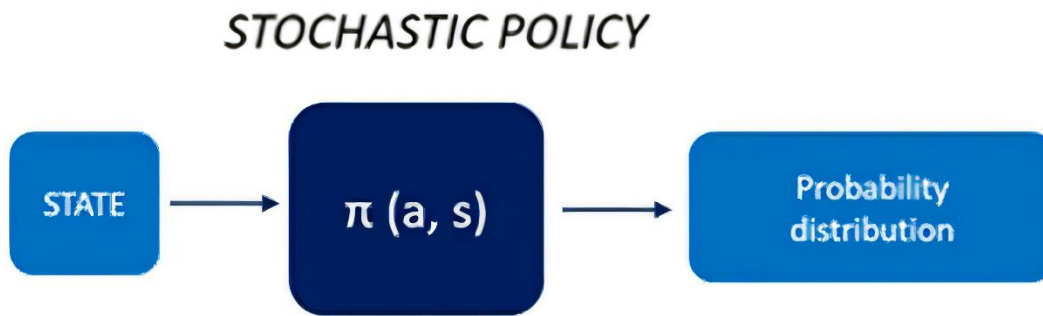 STOCHASTIC POLICY
STATE
π (a, s)
Probability
distribution